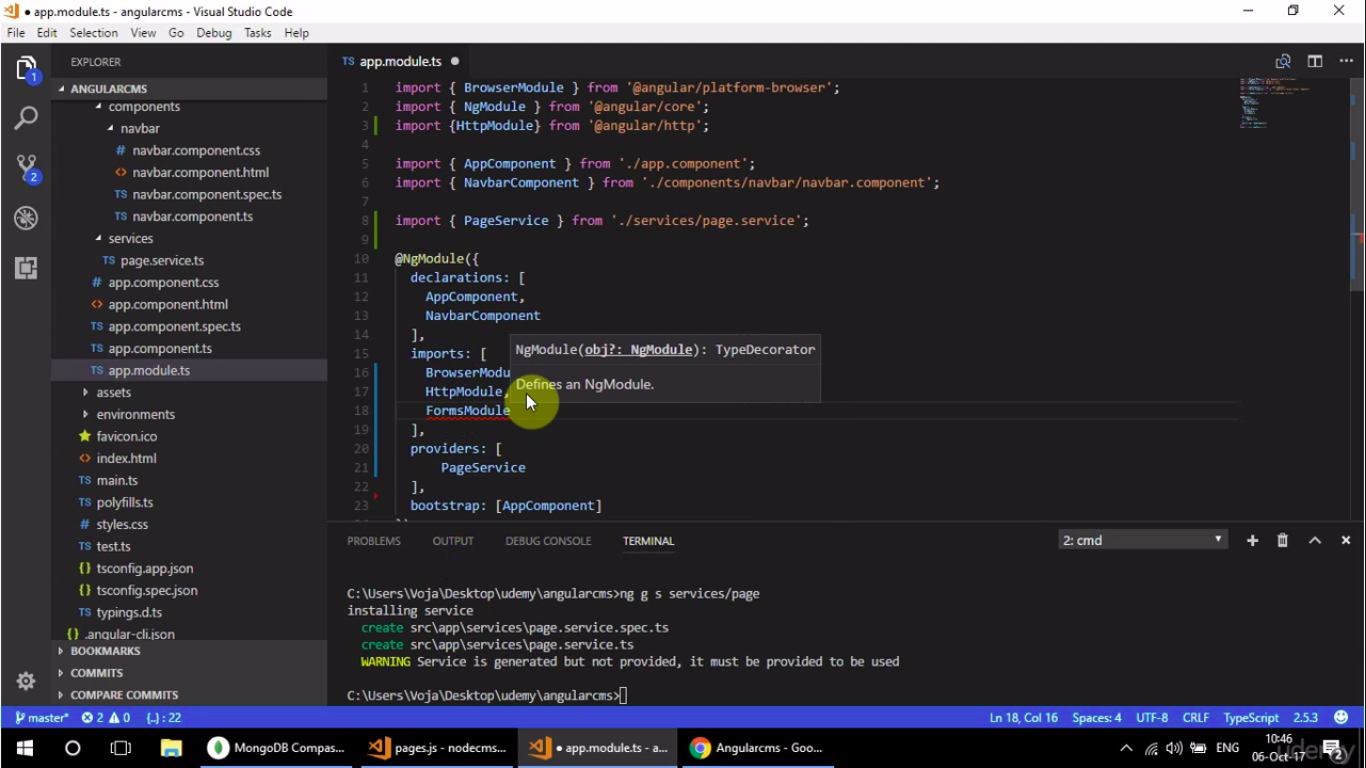 app.module.ts - angularcms - Visual Studio Code
File Edit Selection View Go Debug Tasks Help
EXPLORER
ANGULARCMS
components
navbar
navbar.component.css
navbar.component.html
TS navbar.component.spec.ts
TS navbar.component.ts
services
TS page.service.ts
app.component.css
app.component.html
TS app.component.spec.ts
TS app.component.ts
TS app.module.ts
assets
environments
favicon.ico
index.html
TS main.ts
TS polyfills.ts
styles.css
TS test.ts
{} tsconfig.app.json
{} tsconfig.spec.json
TS typings.d.ts
{} .angular-cli.json
BOOKMARKS
COMMITS
COMPARE COMMITS
1
2
TS app.module.ts
1 import { BrowserModule } from '@angular/platform-browser';
2 import { NgModule } from '@angular/core';
3 import {HttpModule} from '@angular/http';
4
5 import { AppComponent } from './app.component';
6 import { NavbarComponent } from './components/navbar/navbar.component';
7
8 import { PageService } from './services/page.service';
9
10 @NgModule({
11 declarations: [
12 AppComponent,
13 NavbarComponent
14 ],
15 imports: [
16 BrowserModu
17 HttpModule,
18 FormsModule
19 ],
20 providers: [
21 PageService
22 ],
23 bootstrap: [AppComponent]
NgModule(obj?: NgModule): TypeDecorator
Defines an NgModule.
PROBLEMS OUTPUT DEBUG CONSOLE TERMINAL
2: cmd
C:\Users\Voja\Desktop\udemy\angularcms>ng g s services/page
installing service
create src\app\services\page.service.spec.ts
create src\app\services\page.service.ts
WARNING Service is generated but not provided, it must be provided to be used
C:\Users\Voja\Desktop\udemy\angularcms>
master* 2 0 {..} : 22
Ln 18, Col 16 Spaces: 4 UTF-8 CRLF TypeScript 2.5.3
MongoDB Compas...
pages.js - nodecms...
• app.module.ts - a...
Angularcms - Goo...
ENG
10:46
06-Oct-17
2
udemy